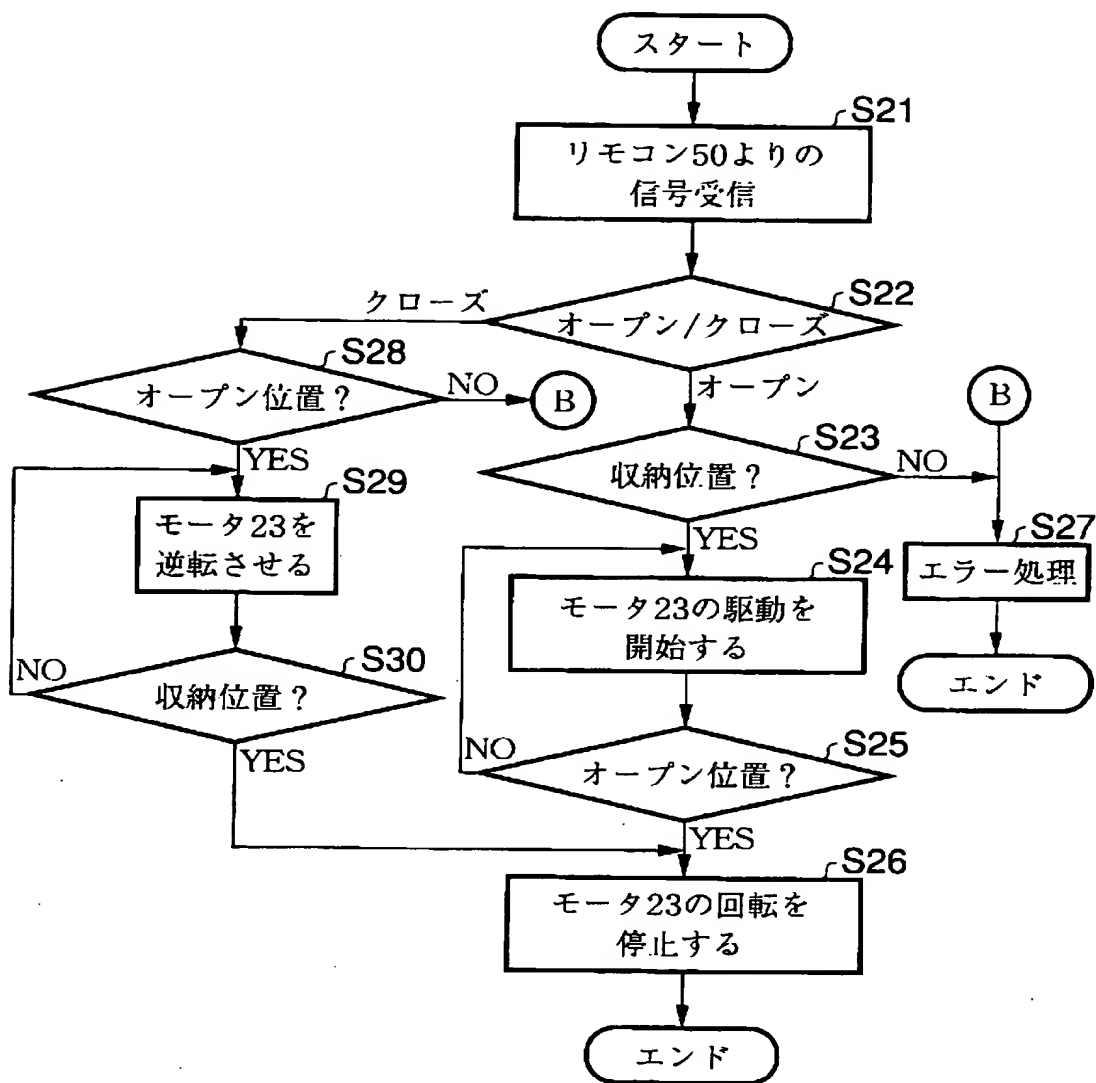 スタート
S21
リモコン50よりの
信号受信
S22
オープン/クローズ
クローズ
オープン
S28
オープン位置?
NO
B
YES
S29
モータ23を
逆転させる
S30
収納位置?
NO
YES
S23
収納位置?
NO
B
YES
S27
エラー処理
エンド
S24
モータ23の駆動を
開始する
S25
オープン位置?
NO
YES
S26
モータ23の回転を
停止する
エンド